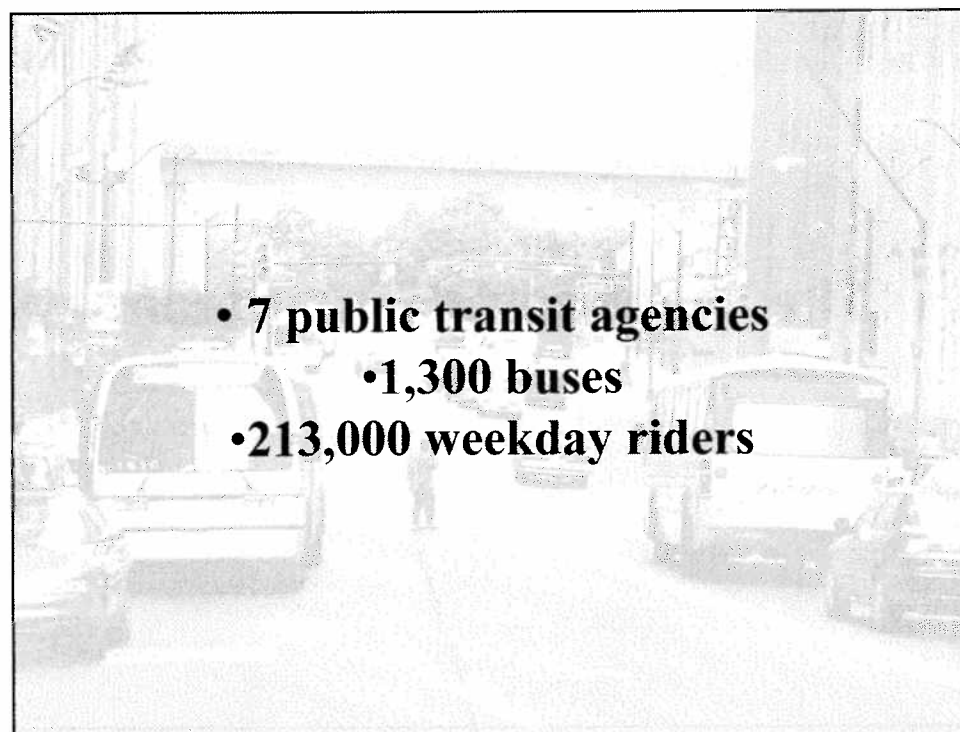 • 7 public transit agencies
•1,300 buses
•213,000 weekday riders